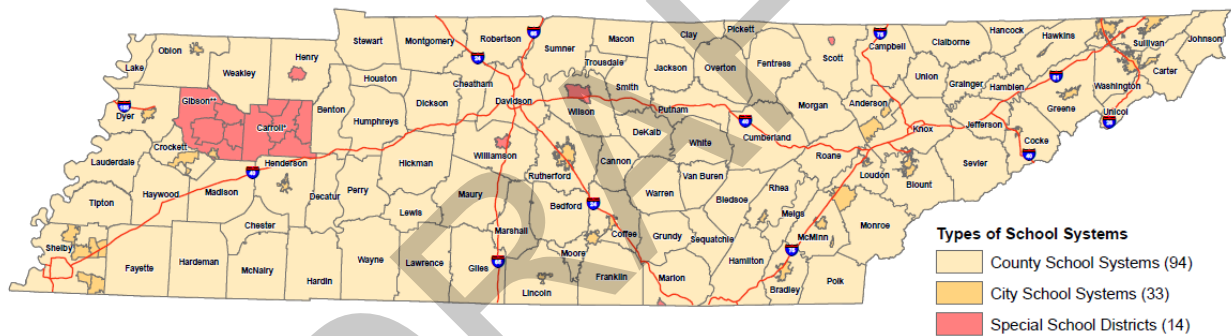 Pickett
Hancock
Johnson
Stewart
Montgomery
Robertson
Sumner
Macon
Clay
Scott
Campbell
Claiborne
Hawkins
Sullivan
Obion
Henry
Lake
Weakley
Houston
Cheatham
Trousdale
Jackson
Overton
Fentress
Union
Grainger
Hamblen
Washington
Carter
Dyer
Gibson**
Carroll*
Benton
Dickson
Davidson
Smith
Wilson
Putnam
Morgan
Anderson
Greene
Unicoi
Crockett
Humphreys
DeKalb
White
Cumberland
Knox
Jefferson
Cocke
Lauderdale
Henderson
Hickman
Williamson
Rutherford
Cannon
Roane
Loudon
Blount
Sevier
Tipton
Haywood
Madison
Decatur
Perry
Maury
Bedford
Warren
Van Buren
Bledsoe
Rhea
Meigs
Monroe
Shelby
Chester
Lewis
Marshall
Coffee
Grundy
Sequatchie
McMinn
Fayette
Hardeman
McNairy
Hardin
Wayne
Lawrence
Giles
Moore
Lincoln
Franklin
Marion
Hamilton
Bradley
Polk
Types of School Systems
County School Systems (94)
City School Systems (33)
Special School Districts (14)